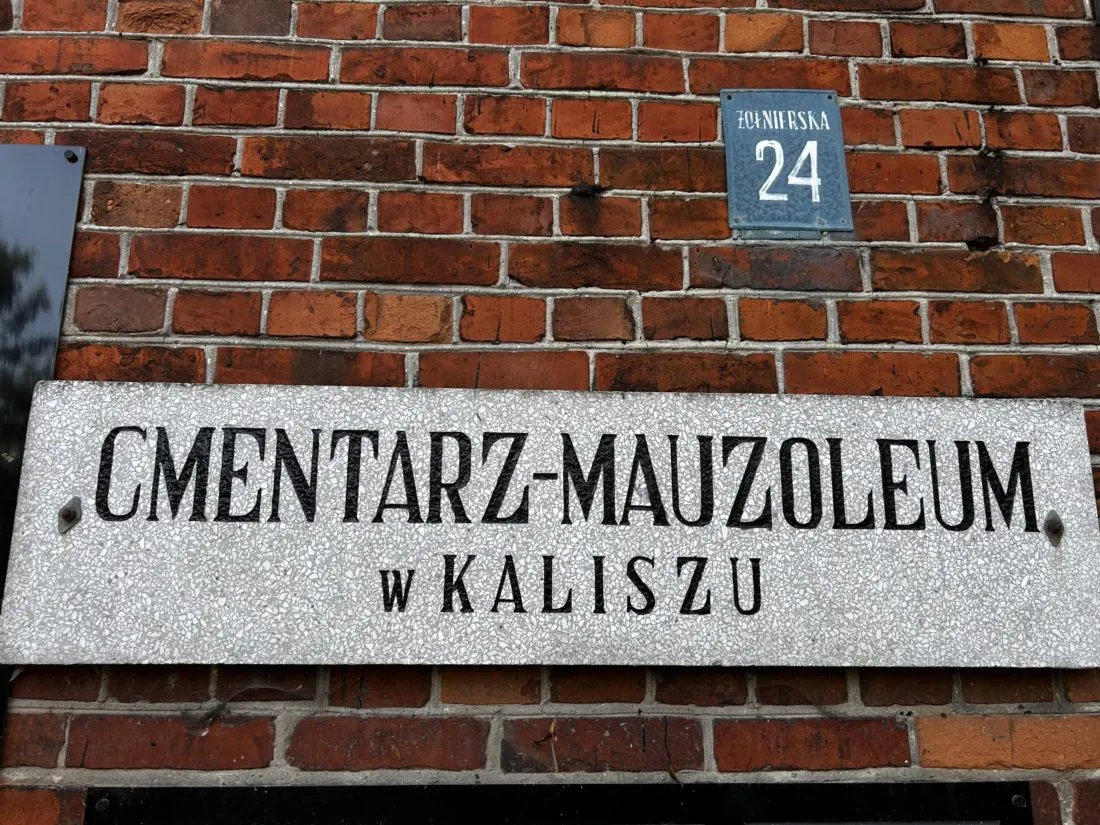 ŻOŁNIERSKA
24
CMENTARZ-MAUZOLEUM
w KALISZU